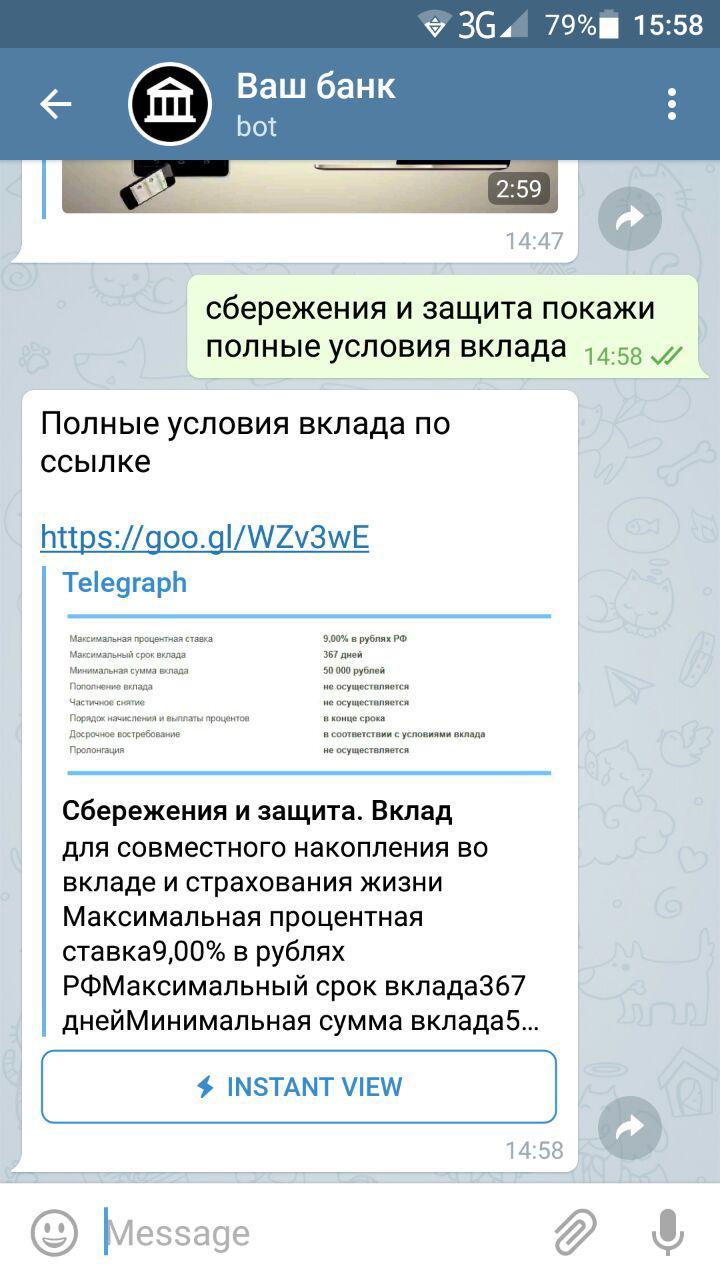 3G 79% 15:58
Ваш банк
bot
2:59
14:47
сбережения и защита покажи
полные условия вклада 14:58
Полные условия вклада по
ссылке
https://goo.gl/WZv3wE
Telegraph
Максимальная процентная ставка 9,00% в рублях РФ
Максимальный срок вклада 367 дней
Минимальная сумма вклада 50 000 рублей
Пополнение вклада не осуществляется
Частичное снятие не осуществляется
Порядок начисления и выплаты процентов в конце срока
Досрочное востребование в соответствии с условиями вклада
Пролонгация не осуществляется
Сбережения и защита. Вклад
для совместного накопления во
вкладе и страхования жизни
Максимальная процентная
ставка9,00% в рублях
РФМаксимальный срок вклада367
днейМинимальная сумма вклада5...
INSTANT VIEW
14:58
Message